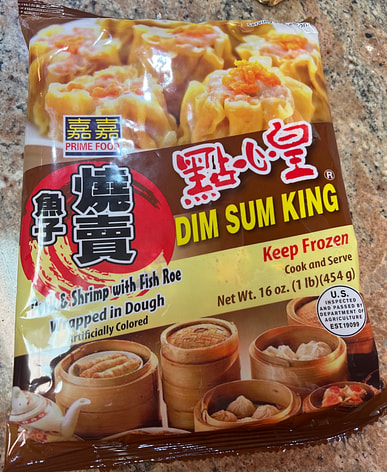 嘉嘉
PRIME FOOD
點心皇®
DIM SUM KING
魚子
燒賣
Keep Frozen
Cook and Serve
Net Wt. 16 oz. (1 lb) (454 g)
& Shrimp with Fish Roe
Wrapped in Dough
Artificially Colored
U.S.
INSPECTED
AND PASSED BY
DEPARTMENT OF
AGRICULTURE
EST.19099